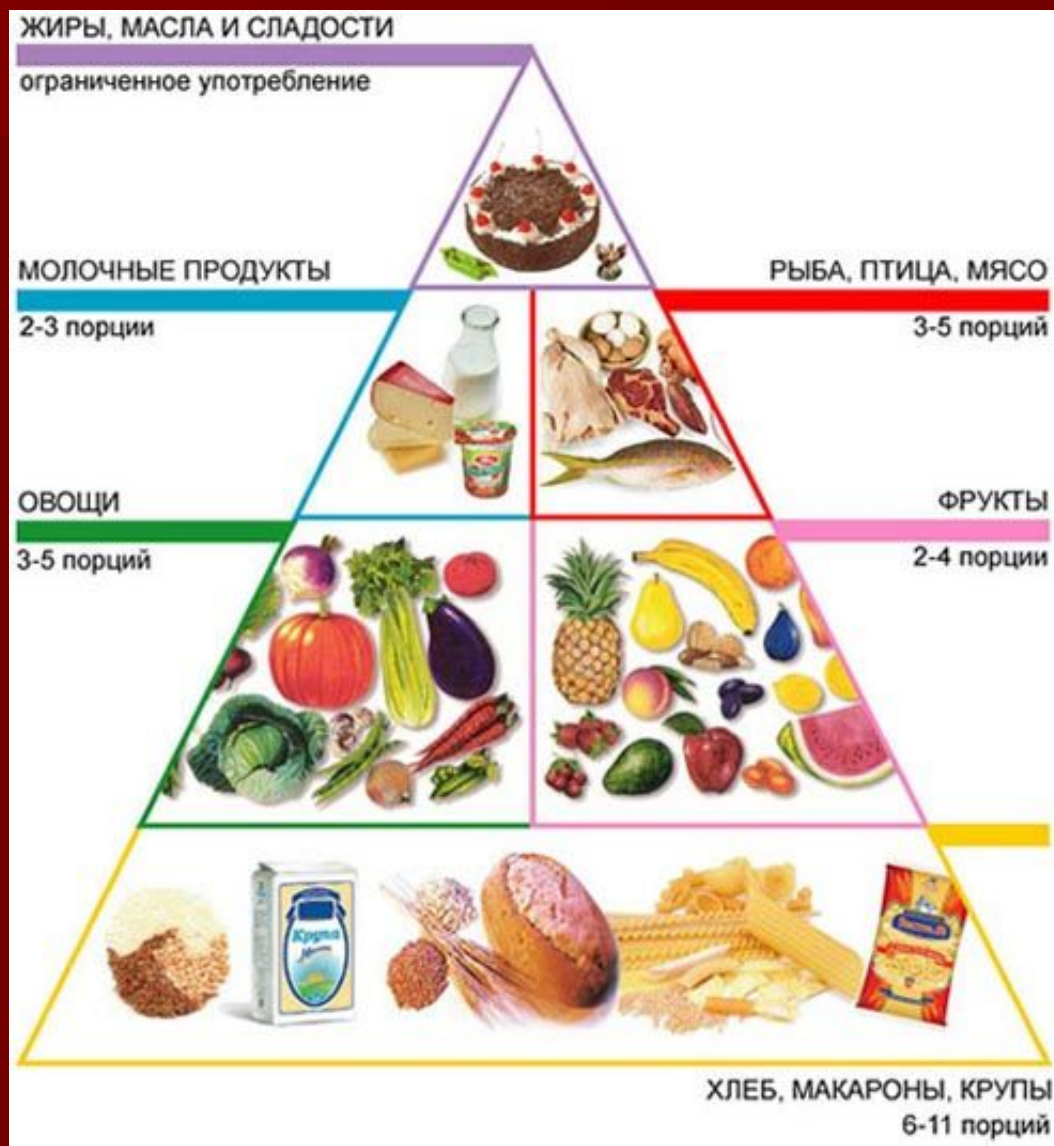 ЖИРЫ, МАСЛА И СЛАДОСТИ
ограниченное употребление
МОЛОЧНЫЕ ПРОДУКТЫ
2-3 порции
РЫБА, ПТИЦА, МЯСО
3-5 порций
ОВОЩИ
3-5 порций
ФРУКТЫ
2-4 порции
Крупа
ХЛЕБ, МАКАРОНЫ, КРУПЫ
6-11 порций